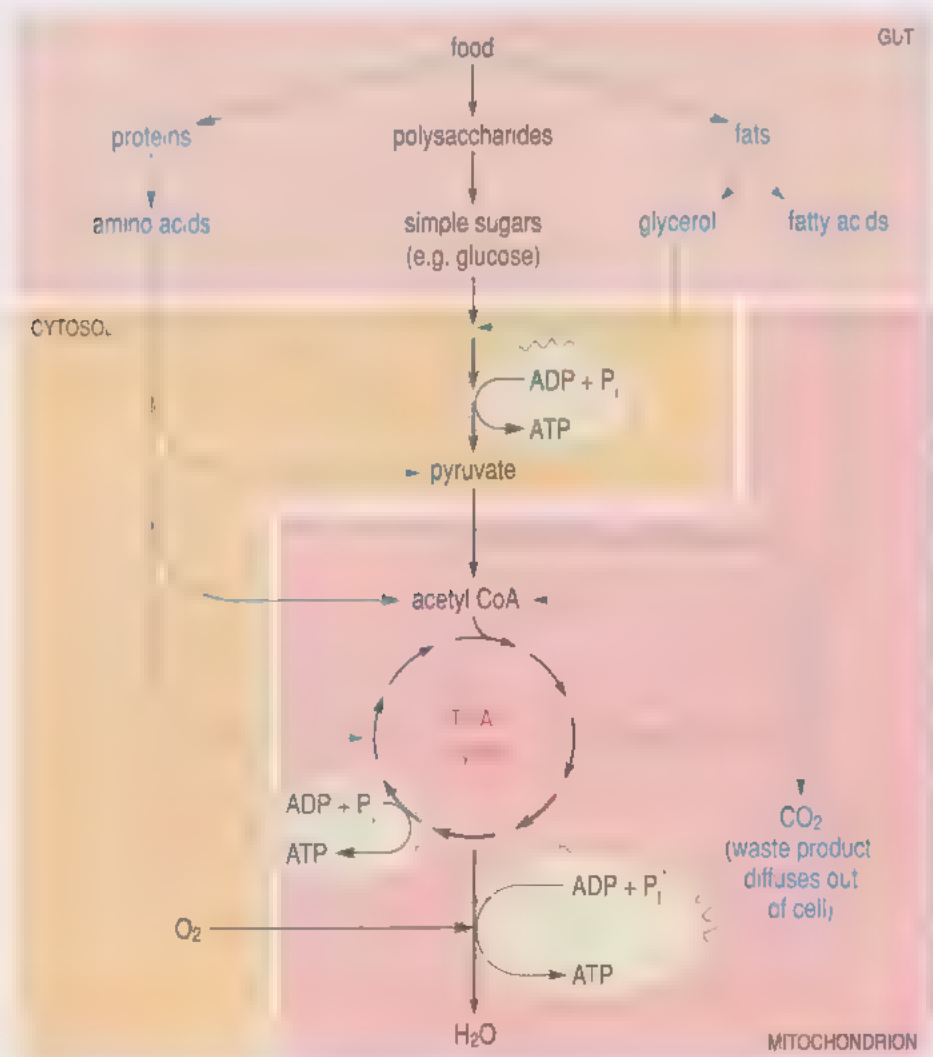 food
GUT
proteins
polysaccharides
fats
amino acids
simple sugars
(e.g. glucose)
glycerol
fatty acids
CYTOSOL
ADP + Pi
ATP
pyruvate
acetyl CoA
ADP + Pi
ATP
CO₂
(waste product
diffuses out
of cell)
ADP + Pi
O₂
ATP
H₂O
MITOCHONDRION